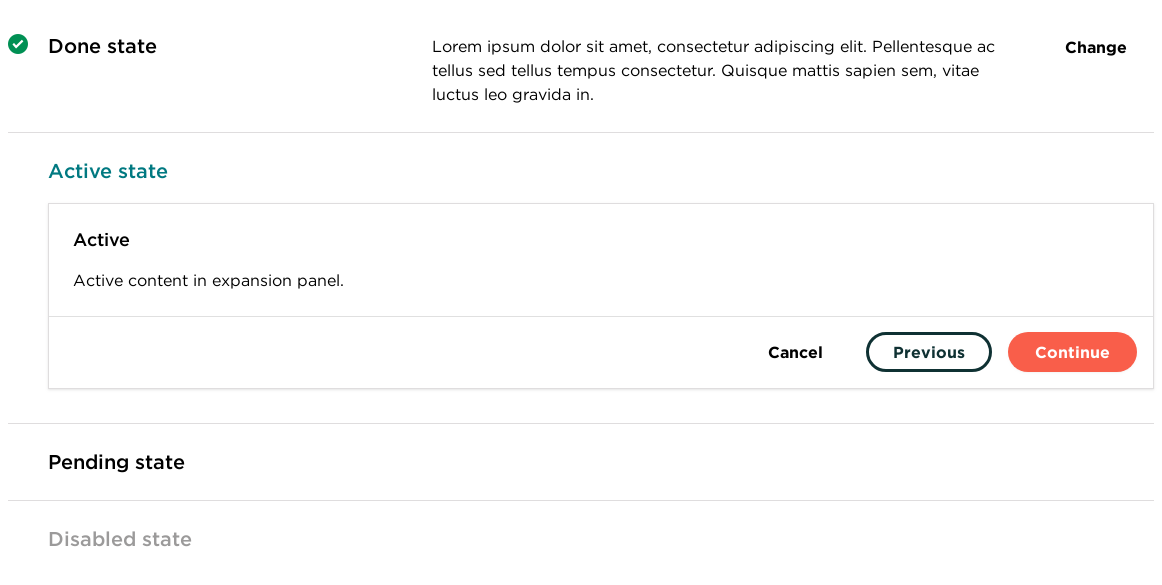 Done state
Lorem ipsum dolor sit amet, consectetur adipiscing elit. Pellentesque ac
tellus sed tellus tempus consectetur. Quisque mattis sapien sem, vitae
luctus leo gravida in.
Change
Active state
Active
Active content in expansion panel.
Cancel
Previous
Continue
Pending state
Disabled state